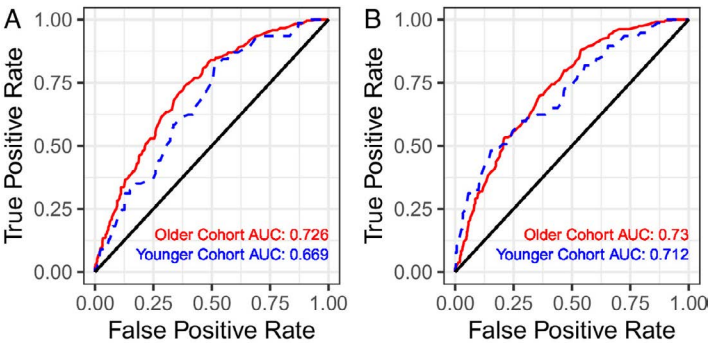 A
True Positive Rate
1.00
0.75
0.50
0.25
0.00
Older Cohort AUC: 0.726
Younger Cohort AUC: 0.669
0.00 0.25 0.50 0.75 1.00
False Positive Rate
B
True Positive Rate
1.00
0.75
0.50
0.25
0.00
Older Cohort AUC: 0.73
Younger Cohort AUC: 0.712
0.00 0.25 0.50 0.75 1.00
False Positive Rate